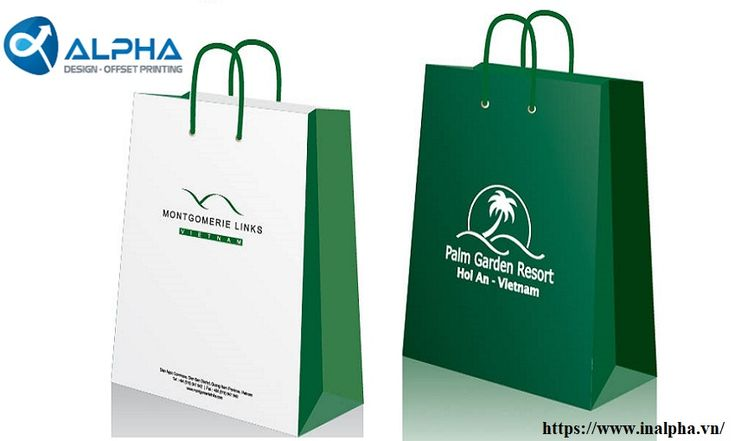 ALPHA
DESIGN - OFFSET PRINTING
MONTGOMERIE LINKS
VIETNAM
Palm Garden Resort
Hoi An - Vietnam
https://www.inalpha.vn/